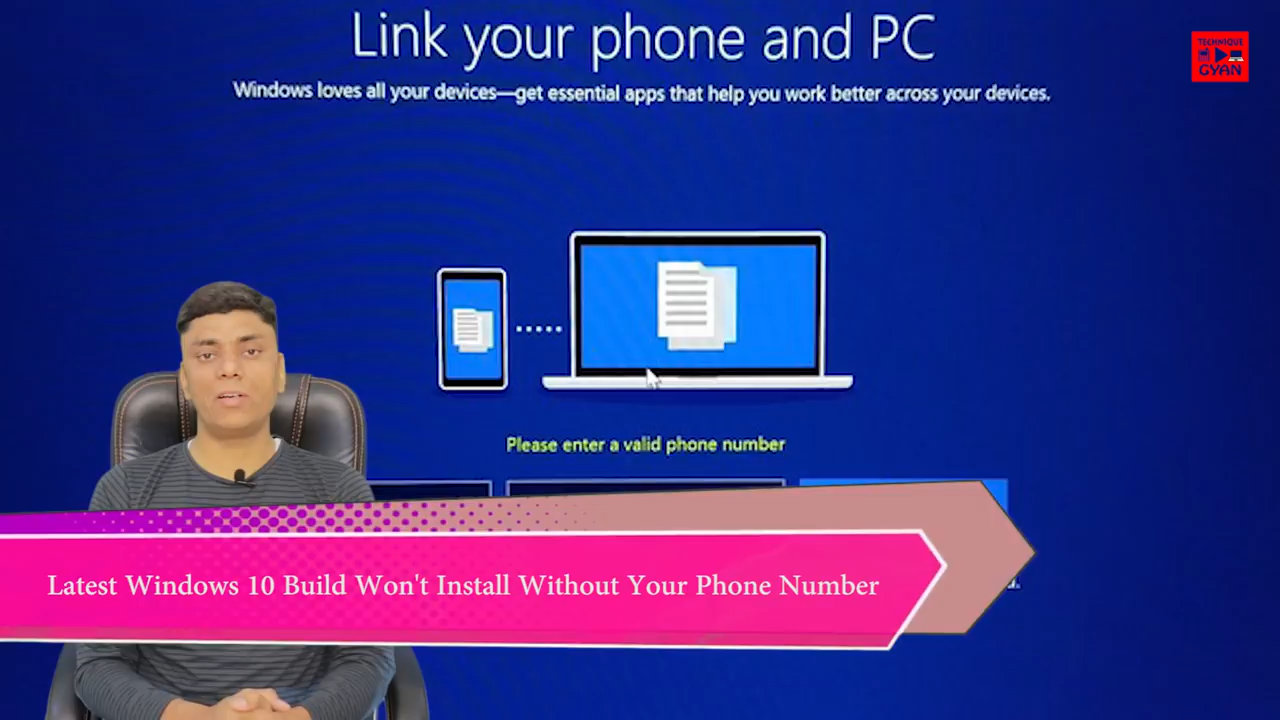 Link your phone and PC
Windows loves all your devices—get essential apps that help you work better across your devices.
TECHNIQUE
GYAN
Please enter a valid phone number
Latest Windows 10 Build Won't Install Without Your Phone Number